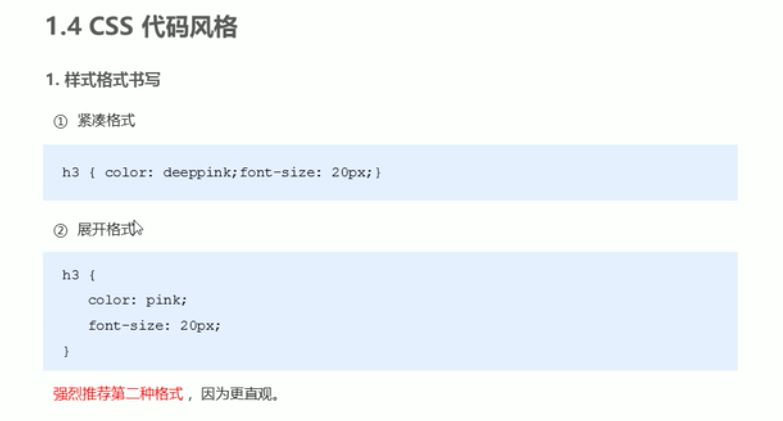 1.4 CSS 代码风格
1. 样式格式书写
① 紧凑格式
h3 { color: deeppink;font-size: 20px;}
② 展开格式
h3 {
color: pink;
font-size: 20px;
}
强烈推荐第二种格式，因为更直观。